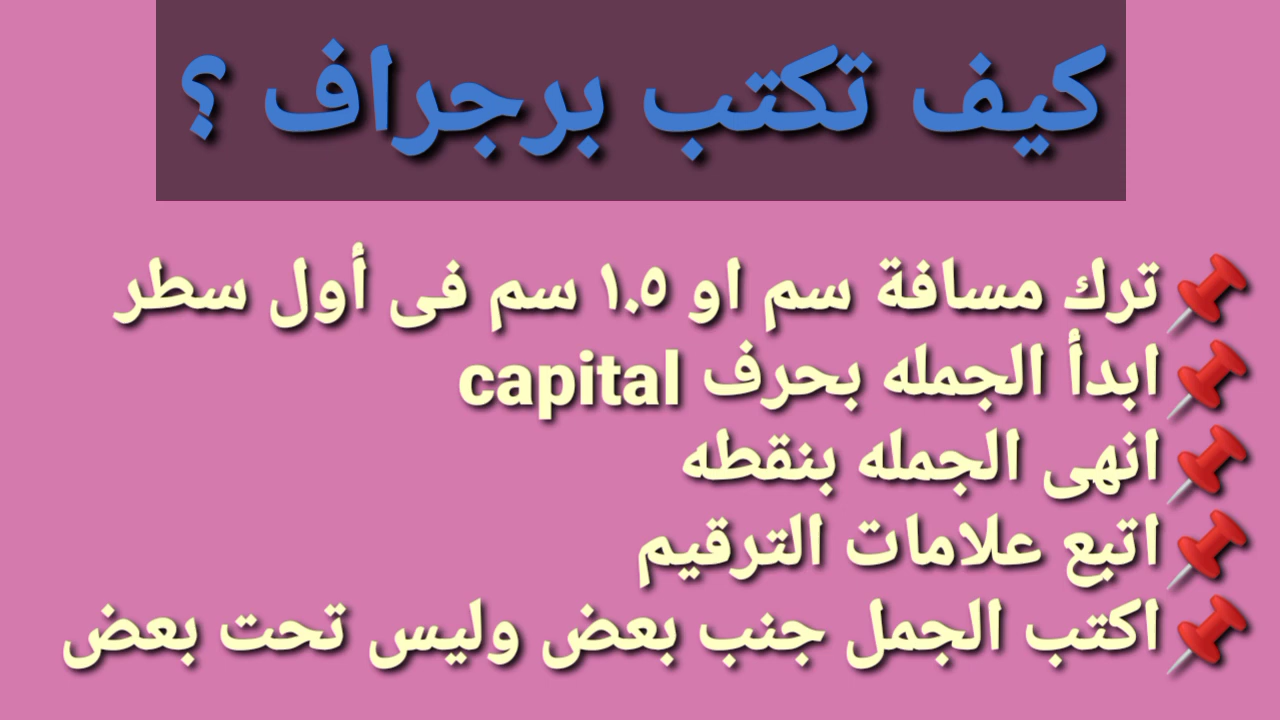 كيف تكتب برجراف ؟
ترك مسافة سم او ١.٥ سم فى أول سطر
ابدأ الجمله بحرف capital
انهى الجمله بنقطه
اتبع علامات الترقيم
اكتب الجمل جنب بعض وليس تحت بعض